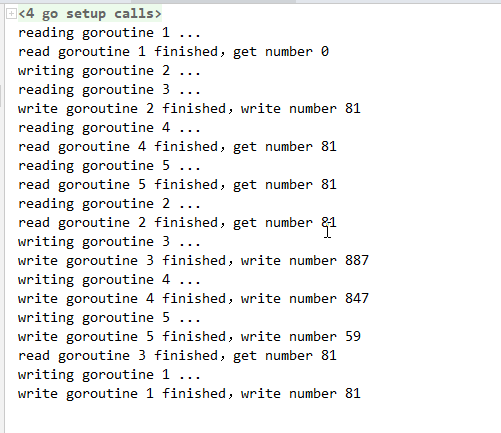 <4 go setup calls>
reading goroutine 1 ...
read goroutine 1 finished，get number 0
writing goroutine 2 ...
reading goroutine 3 ...
write goroutine 2 finished，write number 81
reading goroutine 4 ...
read goroutine 4 finished，get number 81
reading goroutine 5 ...
read goroutine 5 finished，get number 81
reading goroutine 2 ...
read goroutine 2 finished，get number 81
writing goroutine 3 ...
write goroutine 3 finished，write number 887
writing goroutine 4 ...
write goroutine 4 finished，write number 847
writing goroutine 5 ...
write goroutine 5 finished，write number 59
read goroutine 3 finished，get number 81
writing goroutine 1 ...
write goroutine 1 finished，write number 81